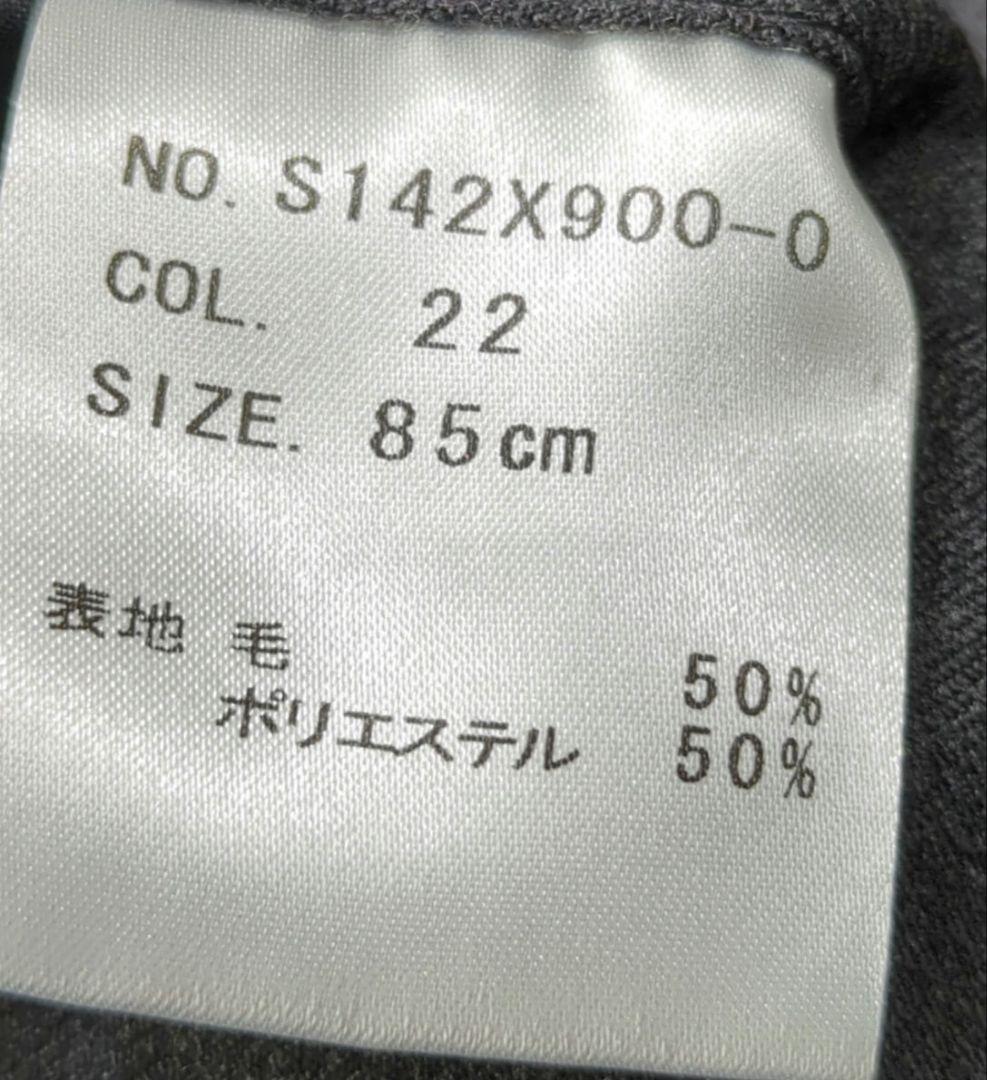 NO. S142X900-0
COL. 22
SIZE. 85cm
表地 毛 50%
ポリエステル 50%